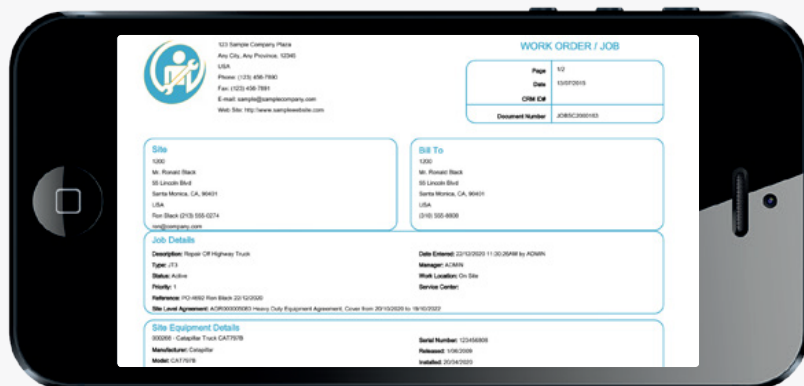 123 Sample Company Plaza
Any City, Any Province, 12345
USA
Phone: (123) 456-7890
Fax: (123) 456-7891
E-mail: sample@samplecompany.com
Web Site: http://www.samplewebsite.com
WORK ORDER / JOB
Page 1/2
Date 13/07/2015
CRM ID#
Document Number JOBSC2000163
Site
1200
Mr. Ronald Black
55 Lincoln Blvd
Santa Monica, CA, 90401
USA
Ron Black (213) 555-0274
ron@company.com
Bill To
1200
Mr. Ronald Black
55 Lincoln Blvd
Santa Monica, CA, 90401
USA
(310) 555-8808
Job Details
Description: Repair Off Highway Truck
Type: JT3
Status: Active
Priority: 1
Reference: PO-4692 Ron Black 22/12/2020
Date Entered: 22/12/2020 11:30:26AM by ADMIN
Manager: ADMIN
Work Location: On Site
Service Center:
Site Level Agreement: AGR000005083 Heavy Duty Equipment Agreement, Cover from 20/10/2020 to 19/10/2022
Site Equipment Details
000268 - Catapillar Truck CAT797B
Manufacturer: Catapillar
Model: CAT797B
Serial Number: 123456908
Released: 1/06/2009
Installed: 20/04/2020